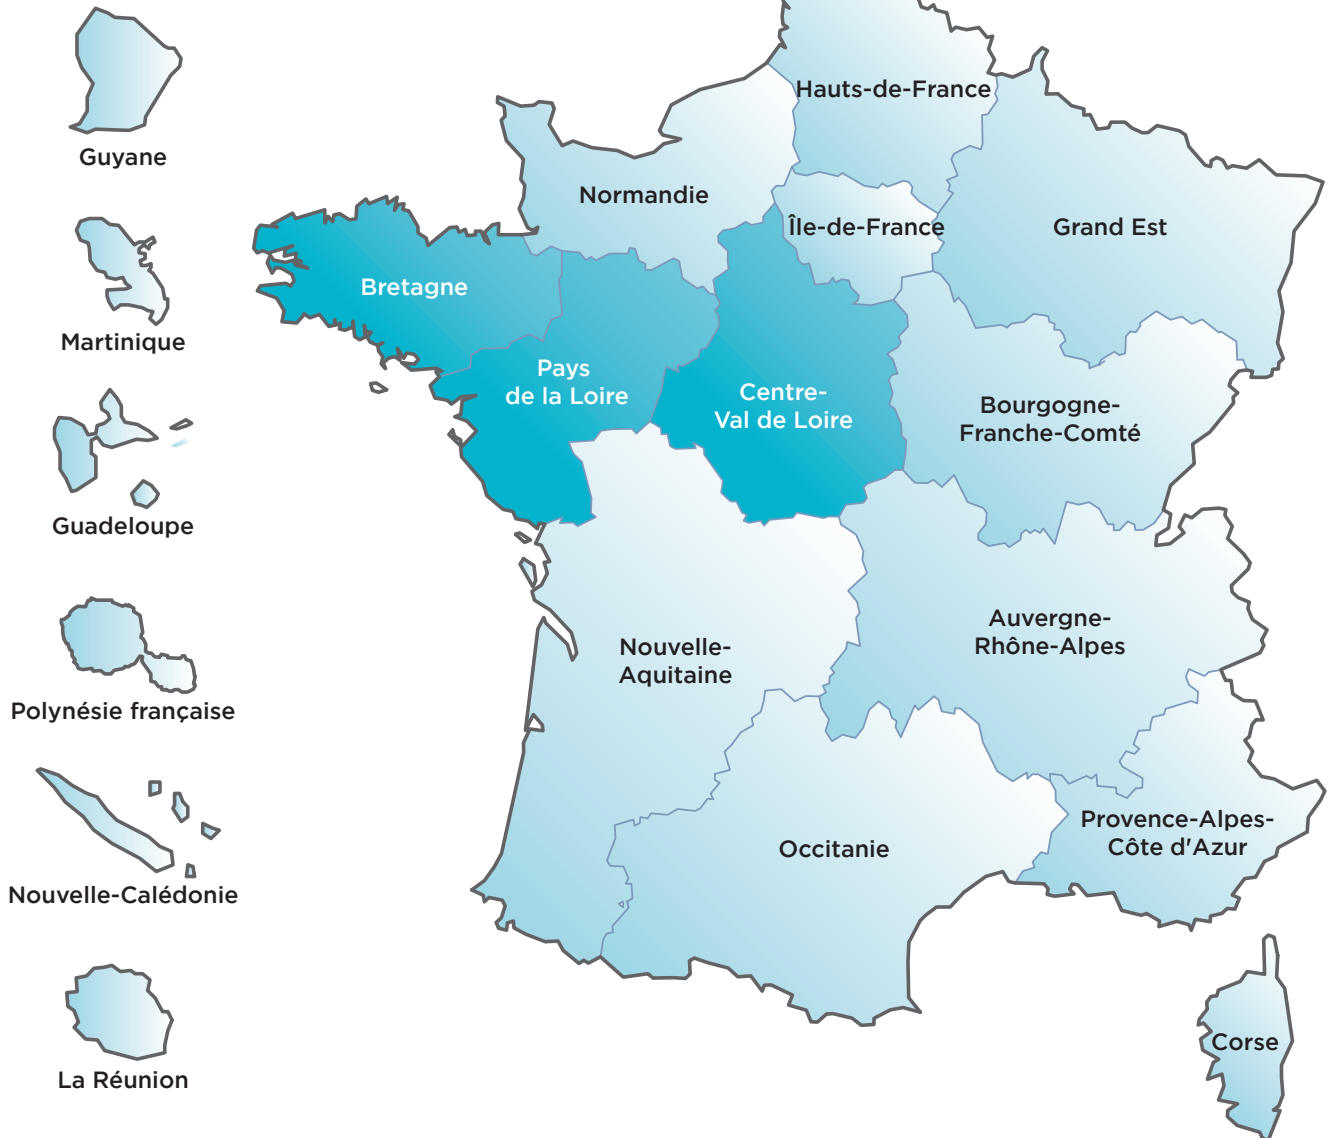 Guyane
Martinique
Guadeloupe
Polynésie française
Nouvelle-Calédonie
La Réunion
Hauts-de-France
Normandie
Île-de-France
Grand Est
Bretagne
Pays
de la Loire
Centre-
Val de Loire
Bourgogne-
Franche-Comté
Nouvelle-
Aquitaine
Auvergne-
Rhône-Alpes
Occitanie
Provence-Alpes-
Côte d'Azur
Corse